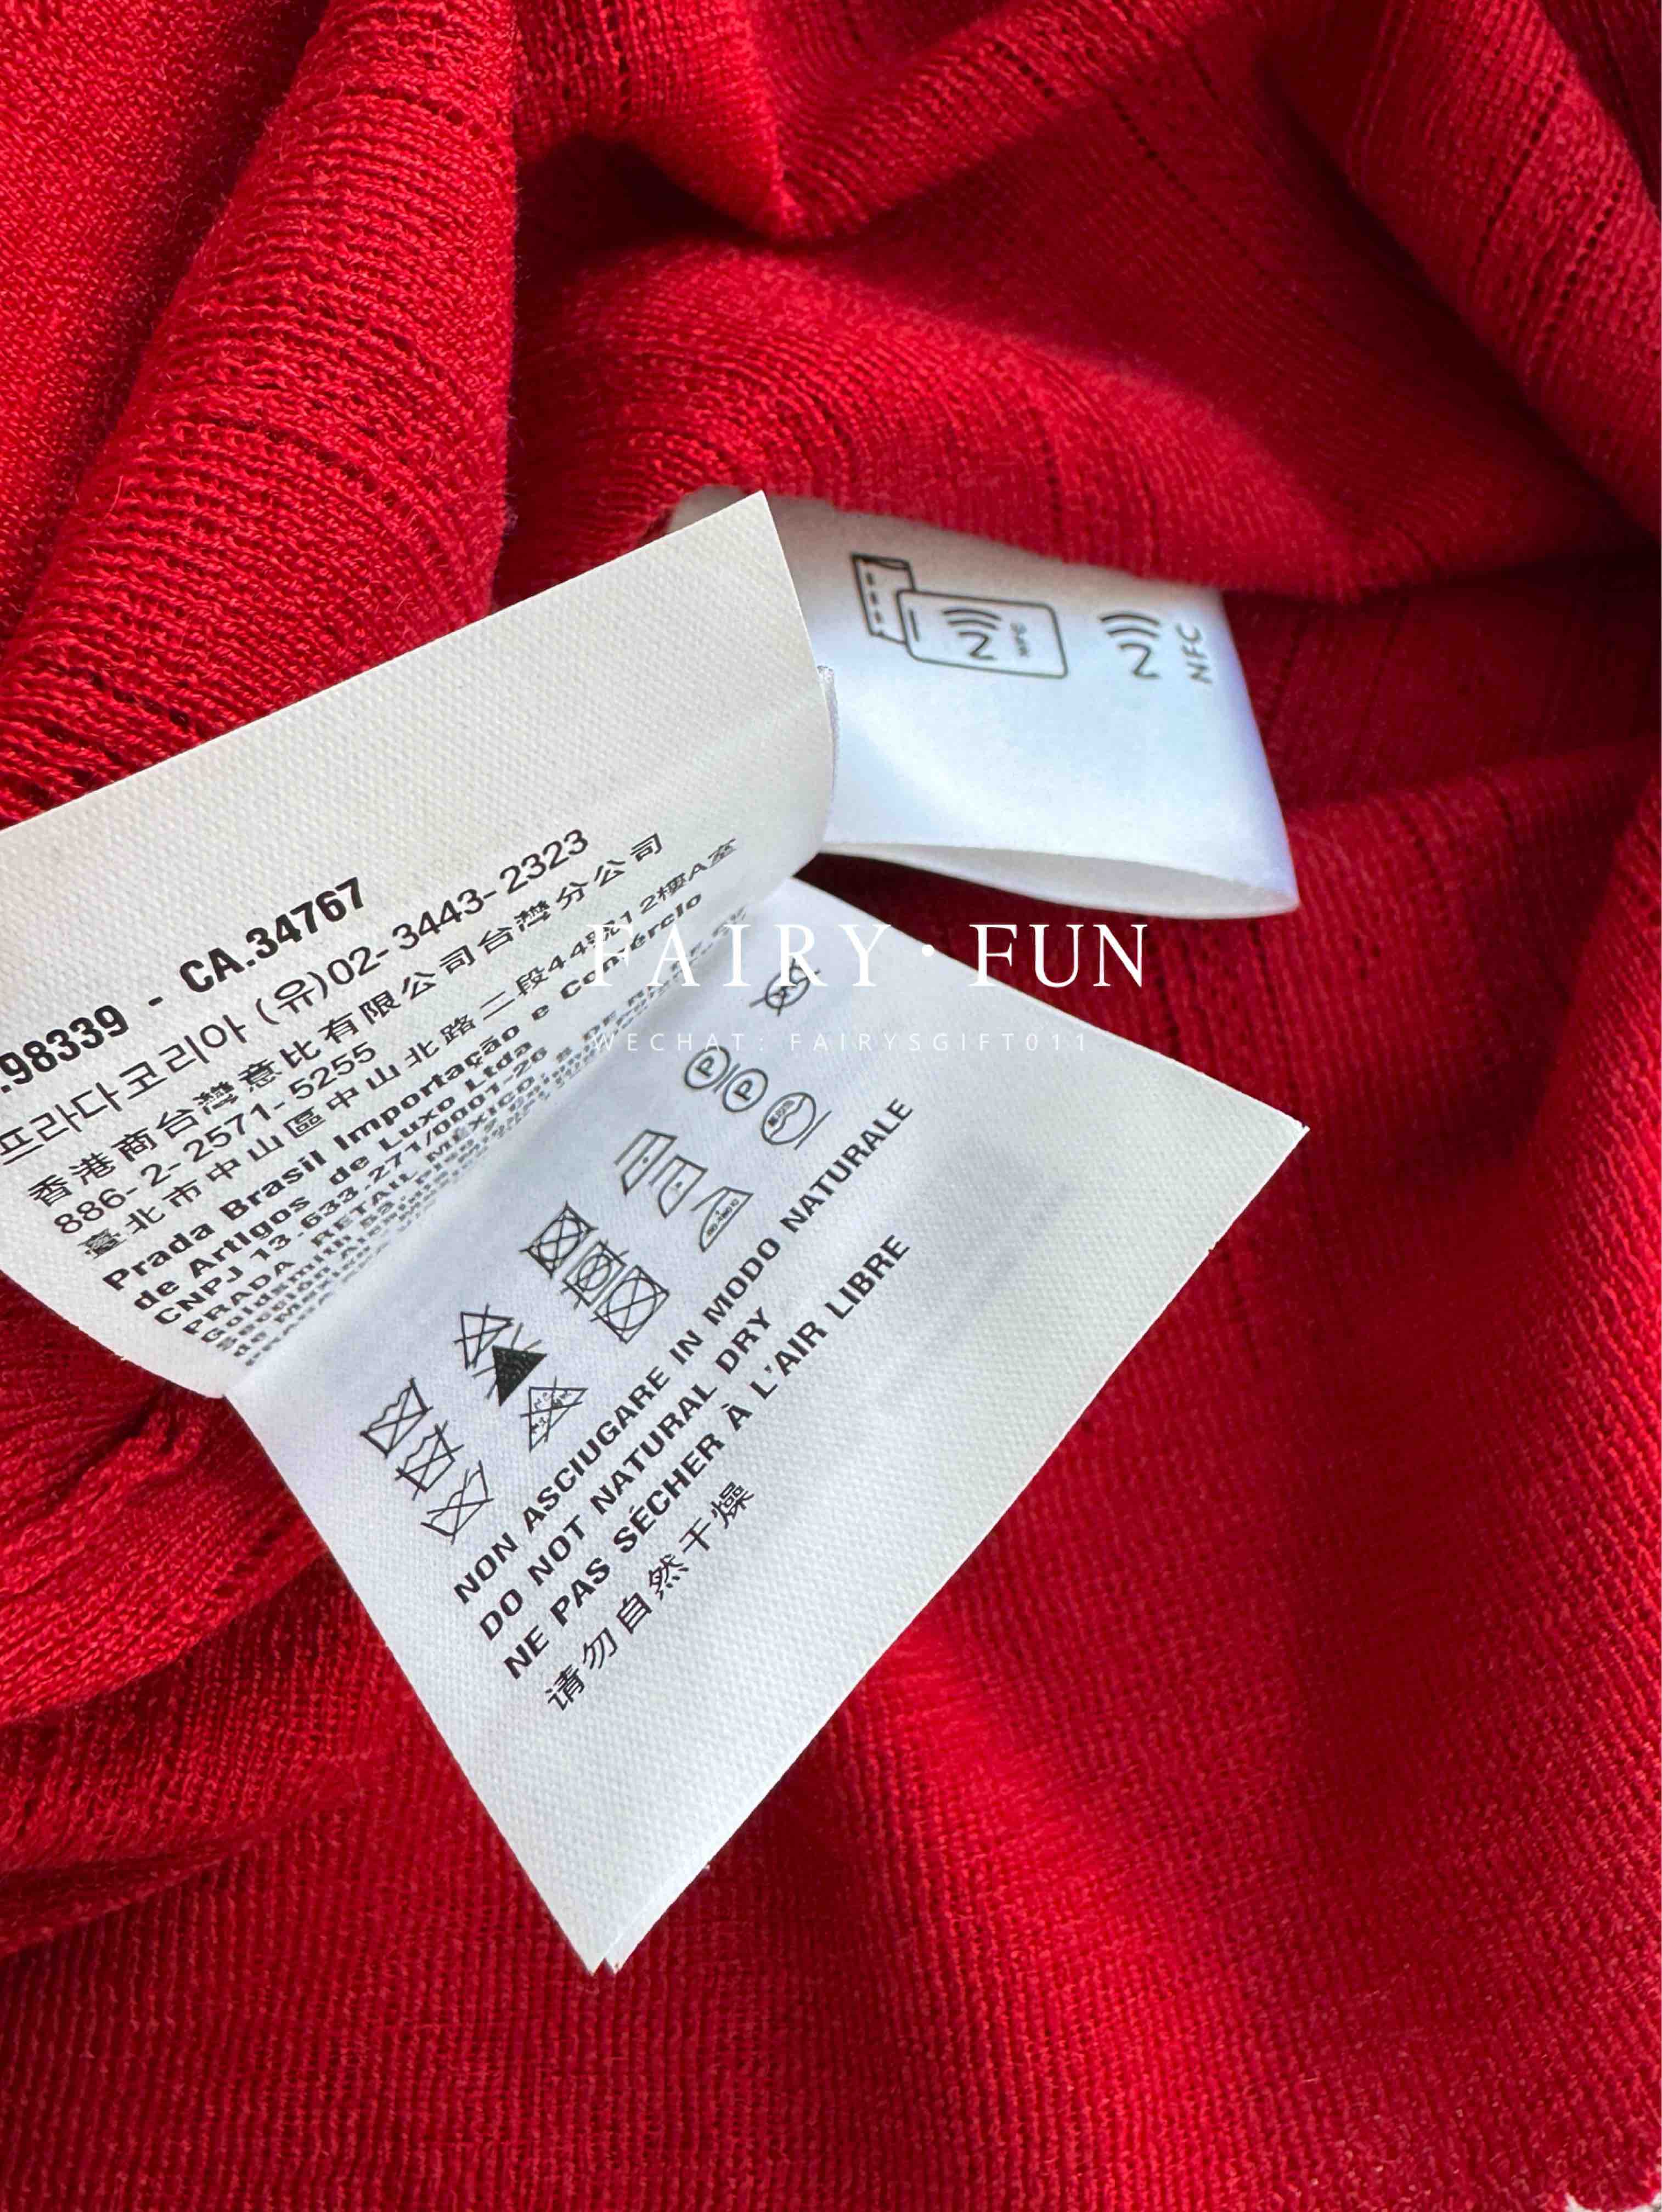 .98339 - CA.34767
프라다코리아 (유)02-3443-2323
香港商台灣意比有限公司台灣分公司
886-2-2571-5255
臺北市中山區中山北路二段44號12樓A室
Prada Brasil Importação e Comércio
de Artigos de Luxo Ltda
CNPJ 13.633.271/0001-26
PRADA RETAIL MÉXICO
NFC
NFC
FAIRY·FUN
WECHAT: FAIRYSGIFT011
P P
NON ASCIUGARE IN MODO NATURALE
DO NOT NATURAL DRY
NE PAS SÉCHER À L'AIR LIBRE
请勿自然干燥